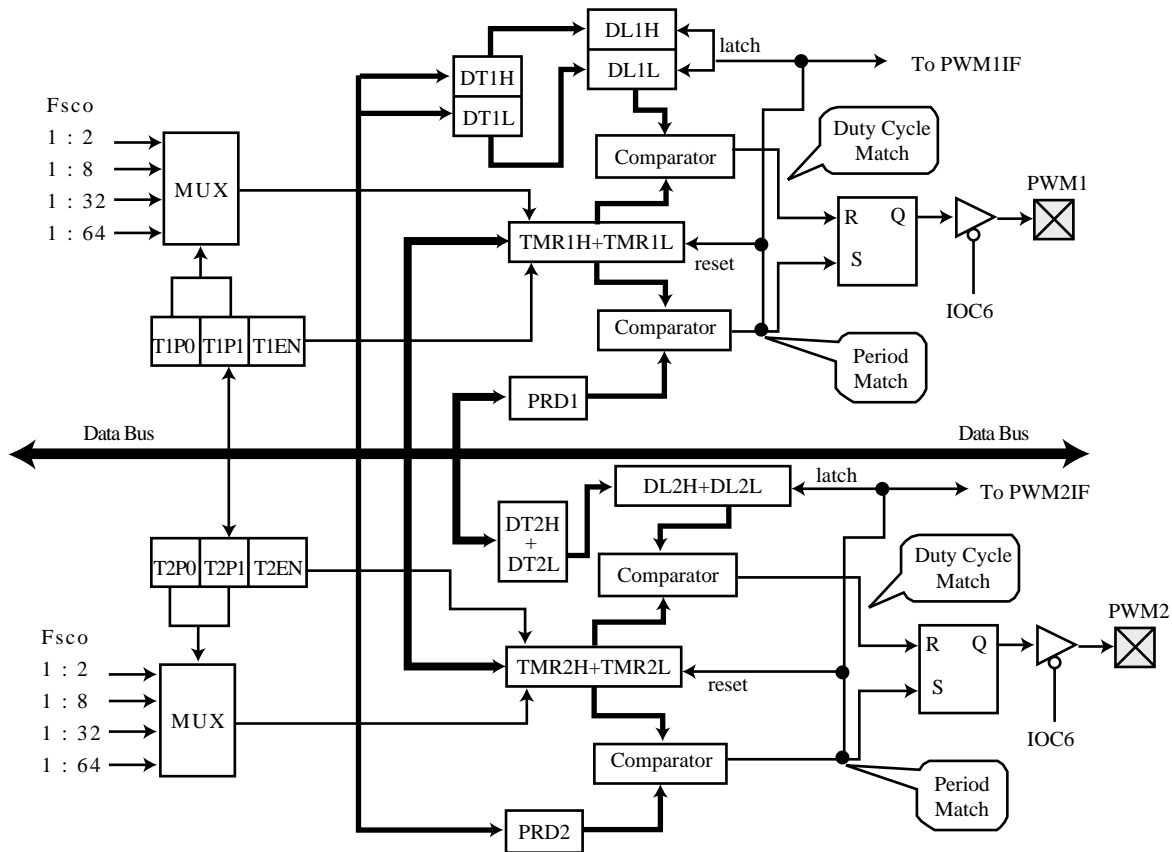 DL1H
latch
To PWM1IF
DT1H
DL1L
DT1L
Fsco
1 : 2
1 : 8
1 : 32
1 : 64
MUX
Comparator
Duty Cycle
Match
PWM1
R
Q
S
TMR1H+TMR1L
reset
IOC6
T1P0
T1P1
T1EN
Comparator
Period
Match
PRD1
Data Bus
Data Bus
DL2H+DL2L
latch
To PWM2IF
DT2H
+
DT2L
T2P0
T2P1
T2EN
Comparator
Duty Cycle
Match
PWM2
Fsco
1 : 2
1 : 8
1 : 32
1 : 64
MUX
R
Q
S
TMR2H+TMR2L
reset
IOC6
Comparator
Period
Match
PRD2